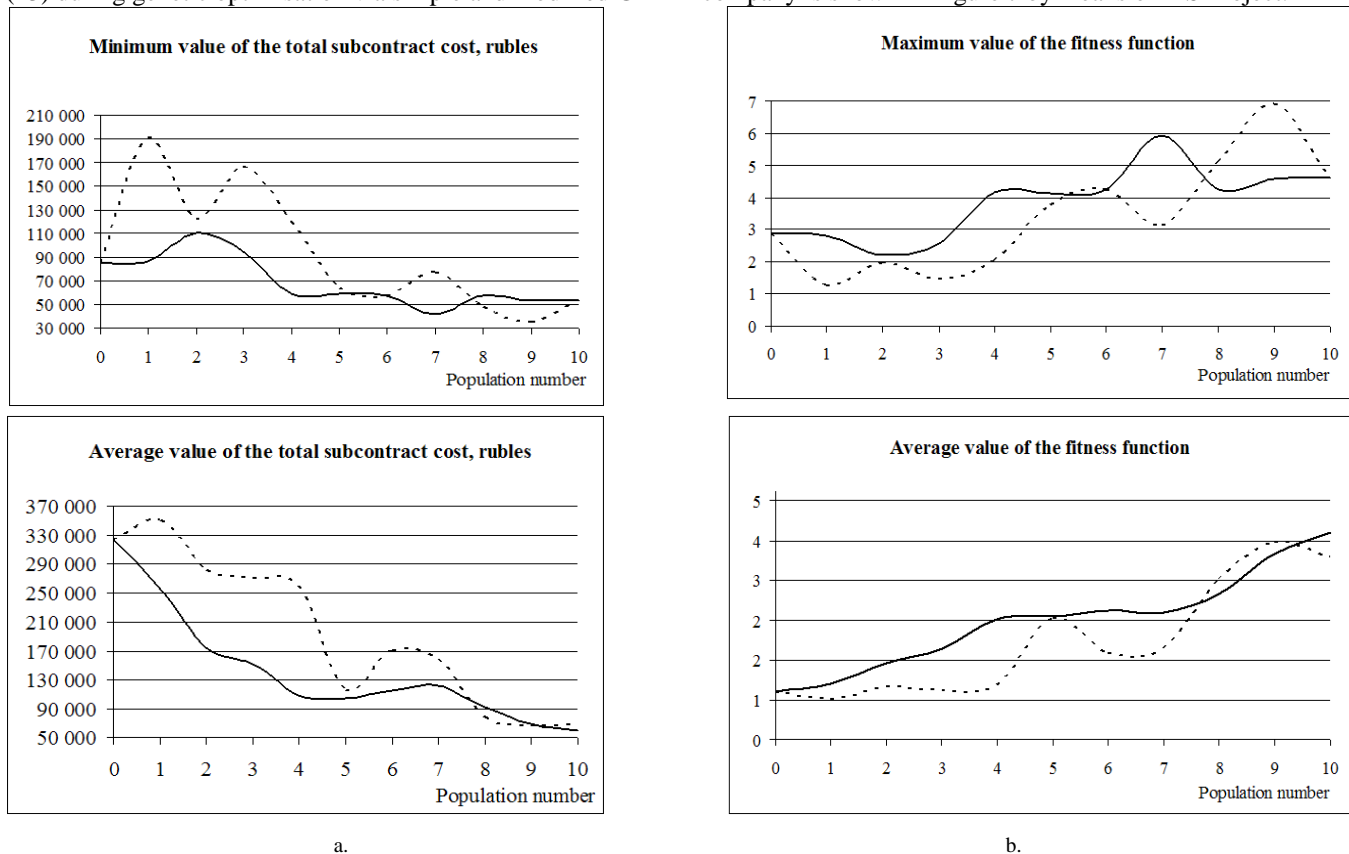 during
Minimum value of the total subcontract cost, rubles
210 000
190 000
170 000
150 000
130 000
110 000
90 000
70 000
50 000
30 000
0 1 2 3 4 5 6 7 8 9 10
Population number
Maximum value of the fitness function
7
6
5
4
3
2
1
0
0 1 2 3 4 5 6 7 8 9 10
Population number
Average value of the total subcontract cost, rubles
370 000
330 000
290 000
250 000
210 000
170 000
130 000
90 000
50 000
0 1 2 3 4 5 6 7 8 9 10
Population number
Average value of the fitness function
5
4
3
2
2
1
0
0 1 2 3 4 5 6 7 8 9 10
Population number
a.
b.